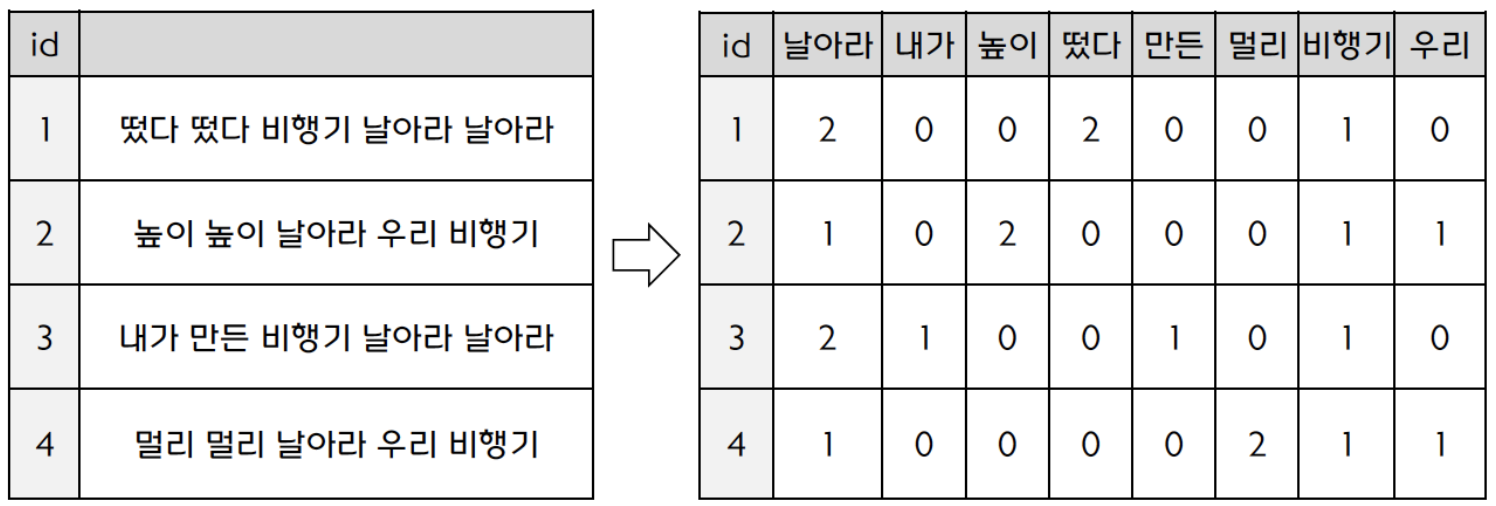 id
1 떴다 떴다 비행기 날아라 날아라
2 높이 높이 날아라 우리 비행기
3 내가 만든 비행기 날아라 날아라
4 멀리 멀리 날아라 우리 비행기
id 날아라 내가 높이 떴다 만든 멀리 비행기 우리
1 2 0 0 2 0 0 1 0
2 1 0 2 0 0 0 1 1
3 2 1 0 0 1 0 1 0
4 1 0 0 0 0 2 1 1